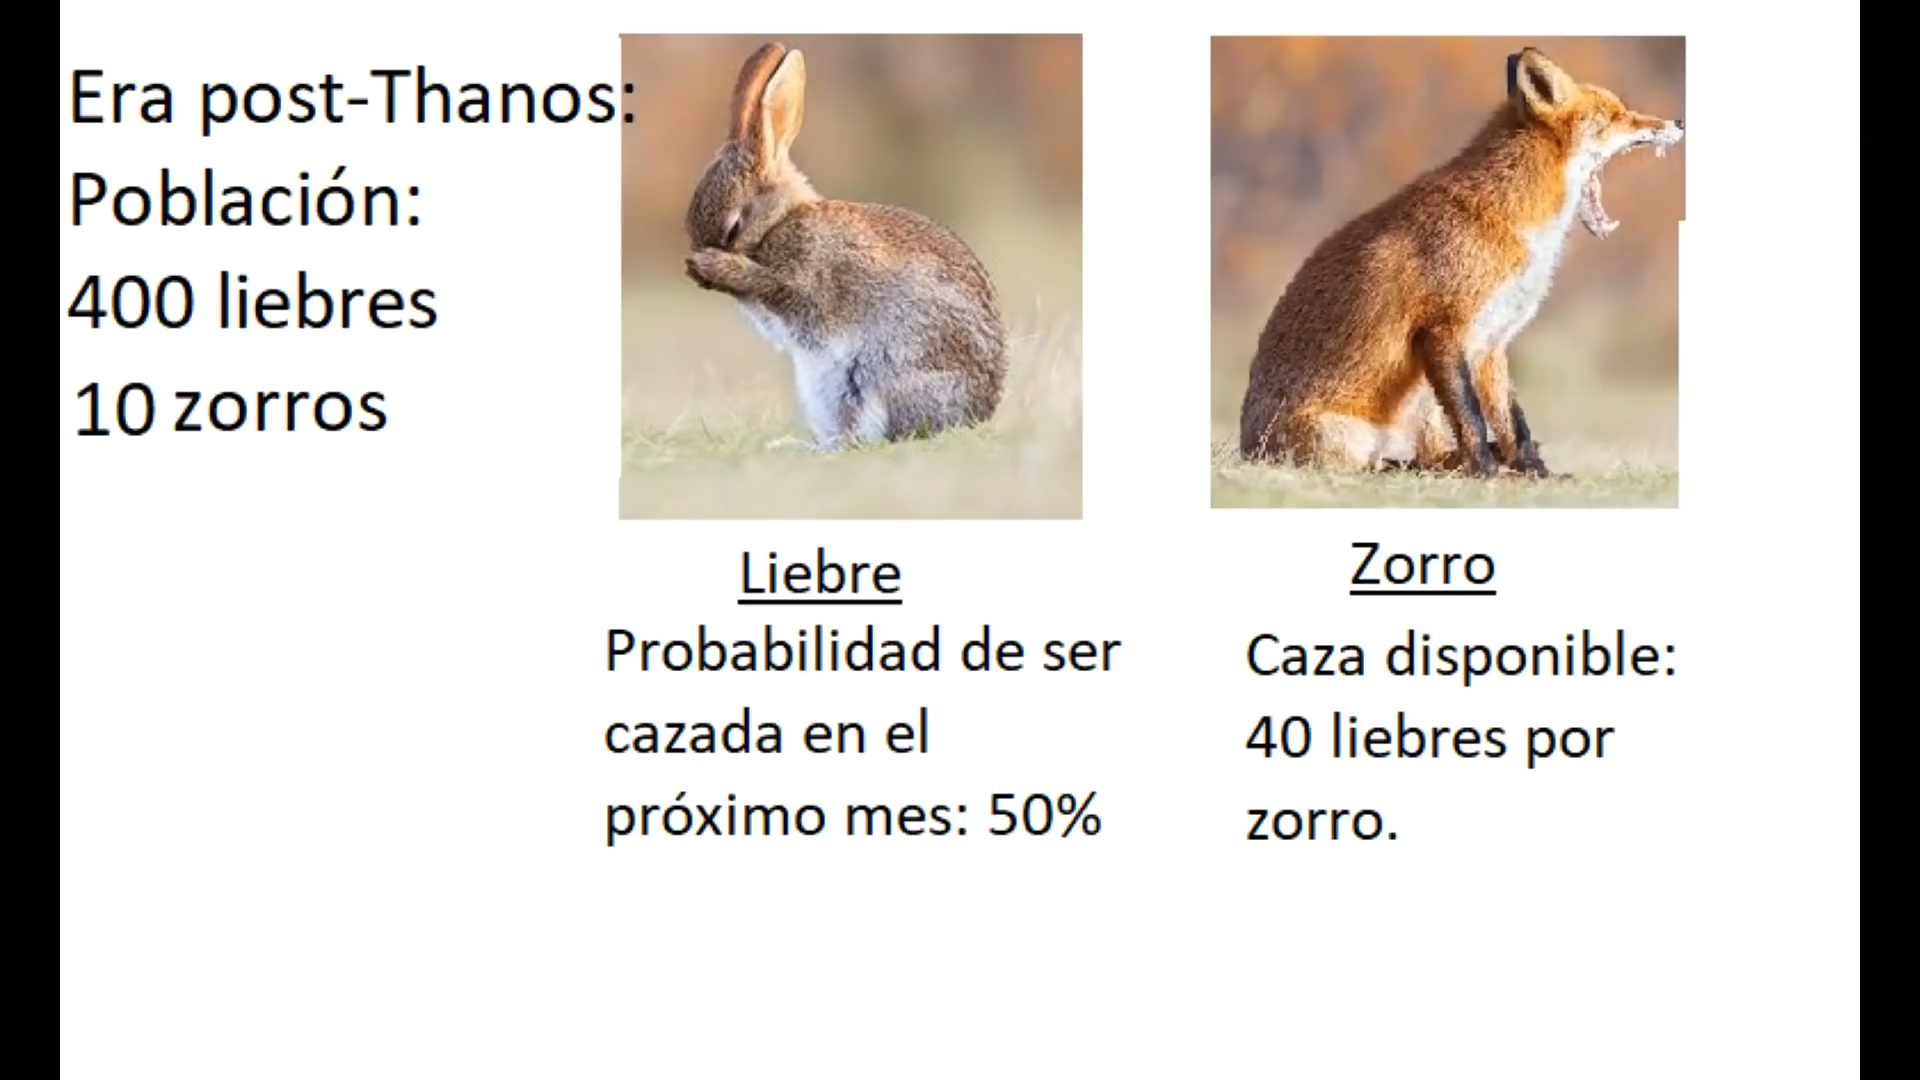 Era post-Thanos:
Población:
400 liebres
10 zorros
Liebre
Probabilidad de ser
cazada en el
próximo mes: 50%
Zorro
Caza disponible:
40 liebres por
zorro.